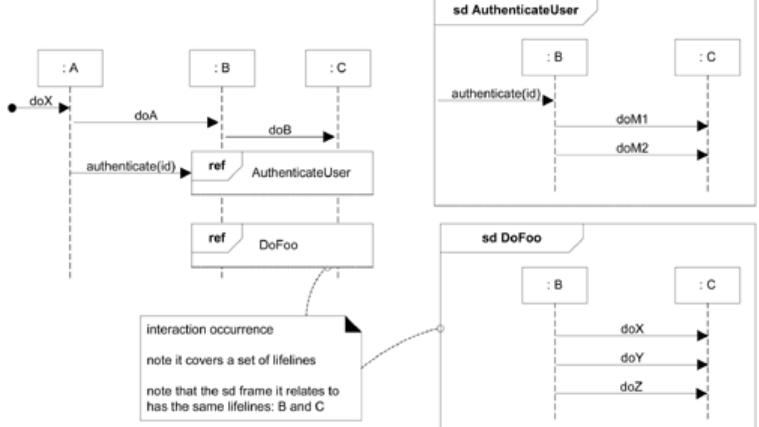 sd AuthenticateUser
: A
: B
: C
doX
doA
doB
authenticate(id)
ref
AuthenticateUser
ref
DoFoo
: B
: C
authenticate(id)
doM1
doM2
sd DoFoo
: B
: C
doX
doY
doZ
interaction occurrence
note it covers a set of lifelines
note that the sd frame it relates to
has the same lifelines: B and C